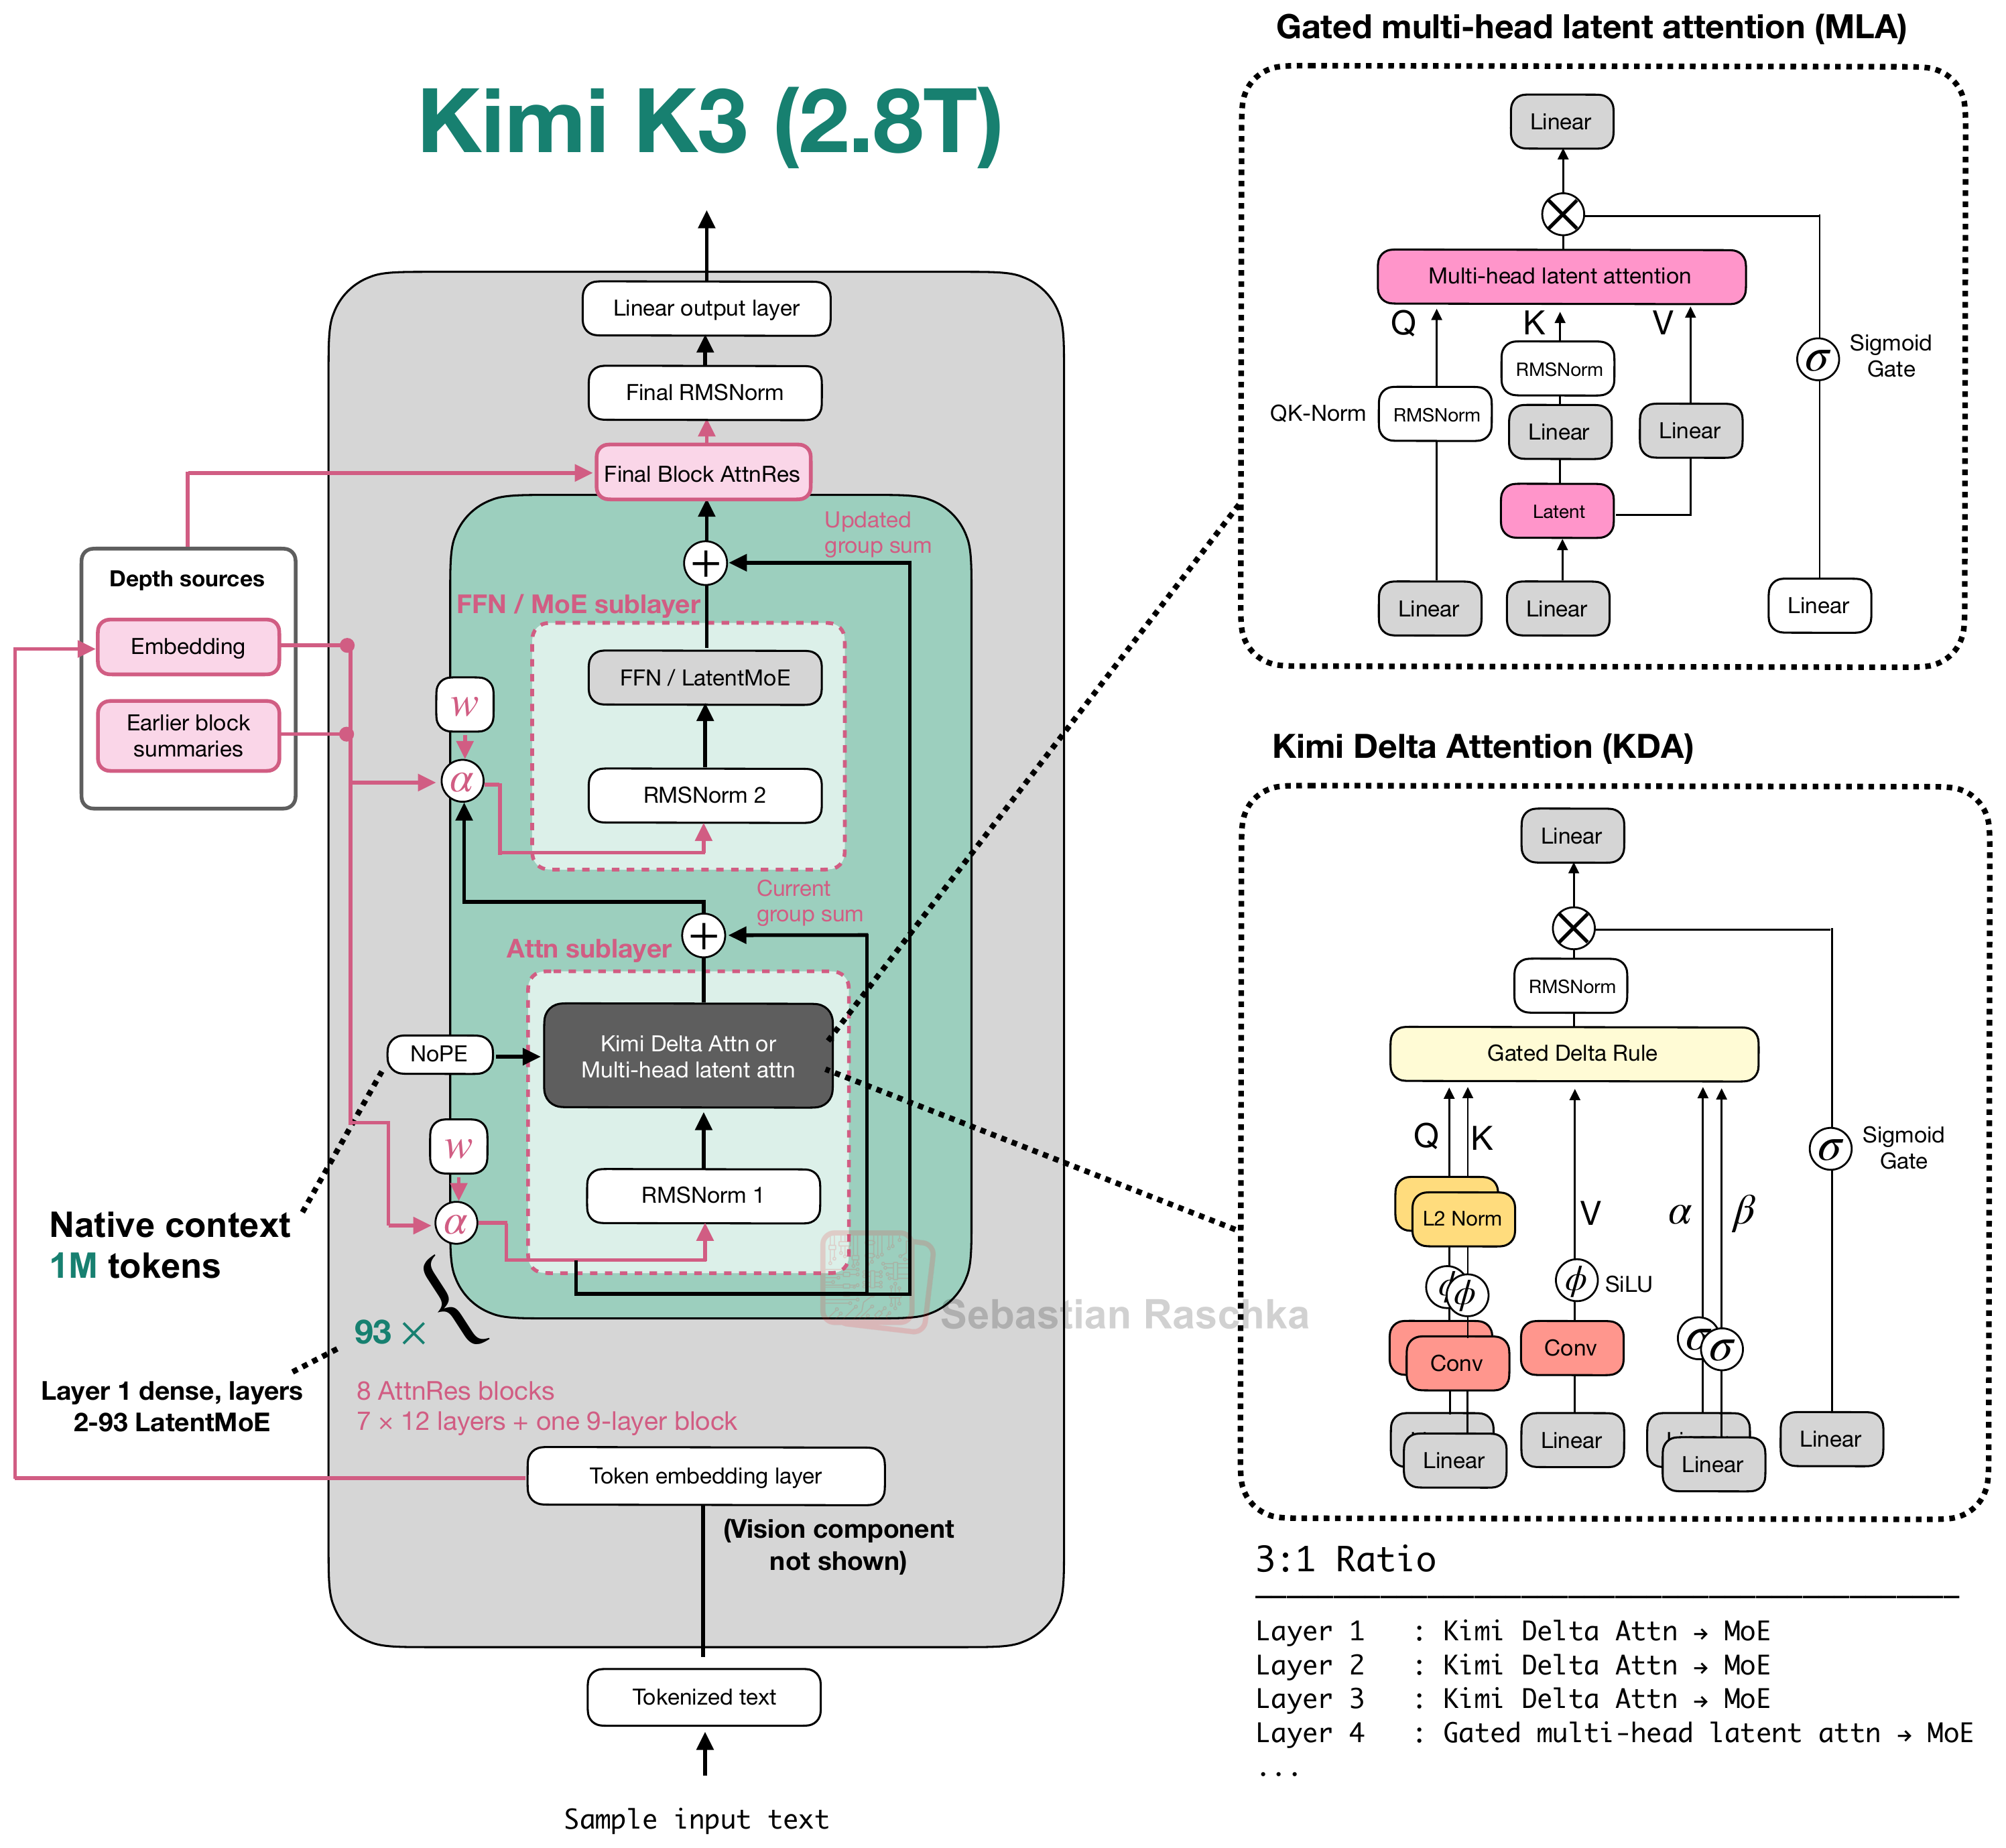 Kimi K3 (2.8T)
Linear output layer
Final RMSNorm
Final Block AttnRes
Updated
group sum
+
Depth sources
Embedding
Earlier block
summaries
FFN / MoE sublayer
FFN / LatentMoE
w
α
RMSNorm 2
Current
group sum
+
Attn sublayer
Kimi Delta Attn or
Multi-head latent attn
NoPE
w
α
RMSNorm 1
Native context
1M tokens
Sebastian Raschka
93 ×
{
Layer 1 dense, layers
2-93 LatentMoE
8 AttnRes blocks
7 × 12 layers + one 9-layer block
Token embedding layer
(Vision component
not shown)
Tokenized text
Sample input text
Gated multi-head latent attention (MLA)
Linear
×
Multi-head latent attention
Q
K
V
RMSNorm
QK-Norm
RMSNorm
Linear
Linear
Latent
σ
Sigmoid
Gate
Linear
Linear
Linear
Kimi Delta Attention (KDA)
Linear
×
RMSNorm
Gated Delta Rule
Q
K
V
α
β
L2 Norm
ϕ
ϕ
ϕ
SiLU
σ
σ
σ
Sigmoid
Gate
Conv
Conv
Linear
Linear
Linear
Linear
3:1 Ratio
Layer 1 : Kimi Delta Attn → MoE
Layer 2 : Kimi Delta Attn → MoE
Layer 3 : Kimi Delta Attn → MoE
Layer 4 : Gated multi-head latent attn → MoE
...